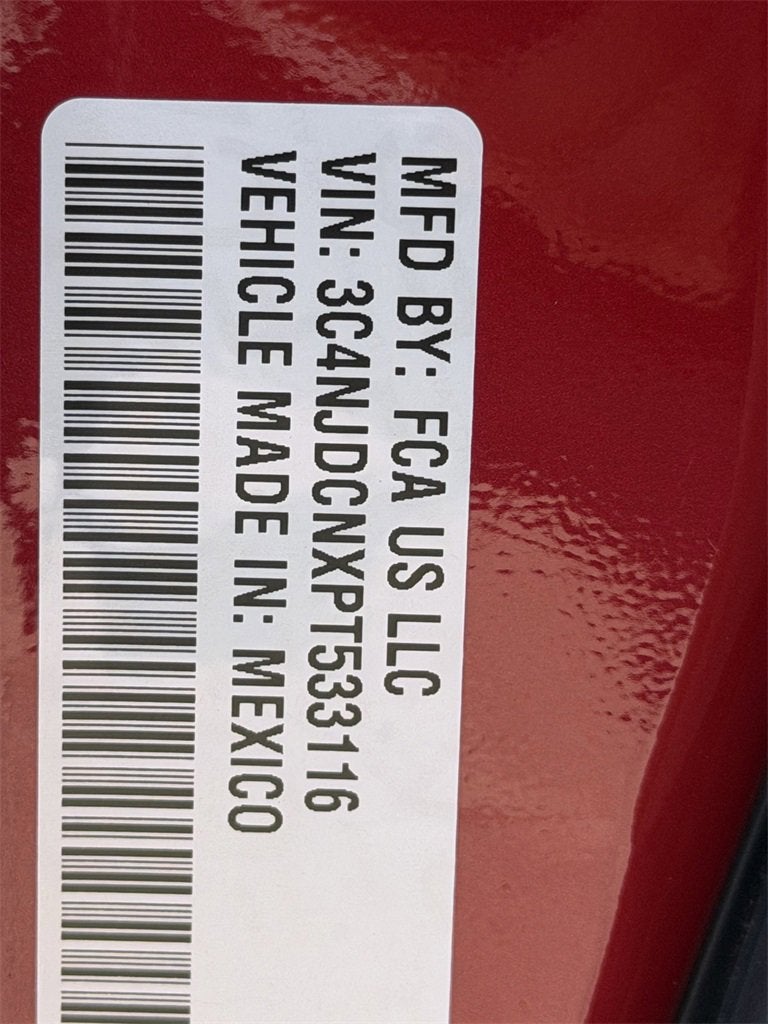 MFD BY: FCA US LLC
VIN: 3C4NJDCNXPT533116
VEHICLE MADE IN: MEXICO